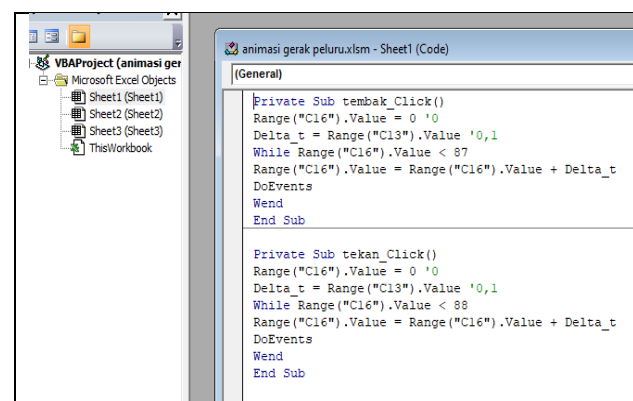 VBAProject (animasi ger
Microsoft Excel Objects
Sheet1 (Sheet1)
Sheet2 (Sheet2)
Sheet3 (Sheet3)
ThisWorkbook
animasi gerak peluru.xlsm - Sheet1 (Code)
(General)
Private Sub tembak_Click()
Range("C16").Value = 0 '0
Delta_t = Range("C13").Value '0,1
While Range("C16").Value < 87
Range("C16").Value = Range("C16").Value + Delta_t
DoEvents
Wend
End Sub
Private Sub tekan_Click()
Range("C16").Value = 0 '0
Delta_t = Range("C13").Value '0,1
While Range("C16").Value < 88
Range("C16").Value = Range("C16").Value + Delta_t
DoEvents
Wend
End Sub